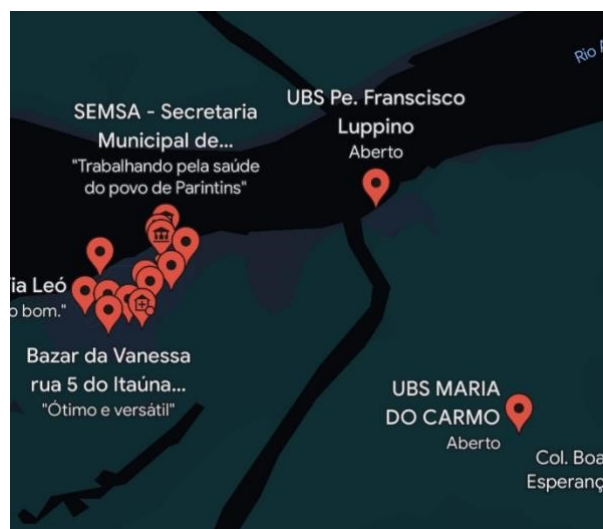 Rio A
SEMSA - Secretaria
Municipal de...
"Trabalhando pela saúde
do povo de Parintins"
UBS Pe. Franscisco
Luppino
Aberto
ia Leó
o bom."
Bazar da Vanessa
rua 5 do Itaúna...
"Ótimo e versátil"
UBS MARIA
DO CARMO
Aberto
Col. Boa
Esperanç